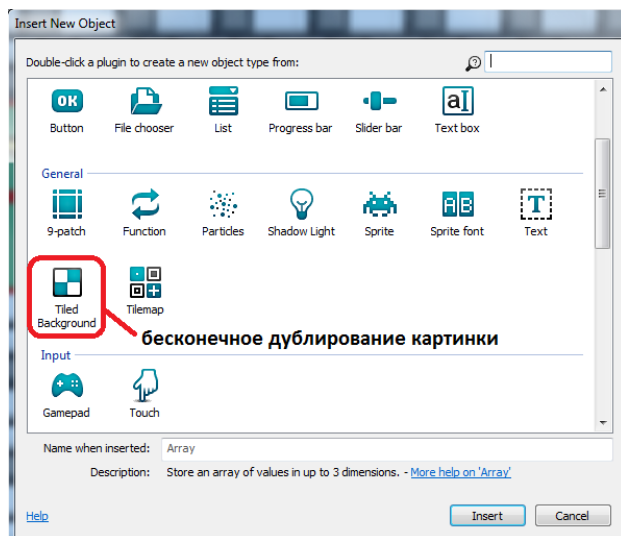 Insert New Object
Double-click a plugin to create a new object type from:
OK
aI
Button File chooser List Progress bar Slider bar Text box
General
AB
T
9-patch Function Particles Shadow Light Sprite Sprite font Text
Tiled Background Tilemap
бесконечное дублирование картинки
Input
Gamepad Touch
Name when inserted: Array
Description: Store an array of values in up to 3 dimensions. - More help on 'Array'
Help Insert Cancel